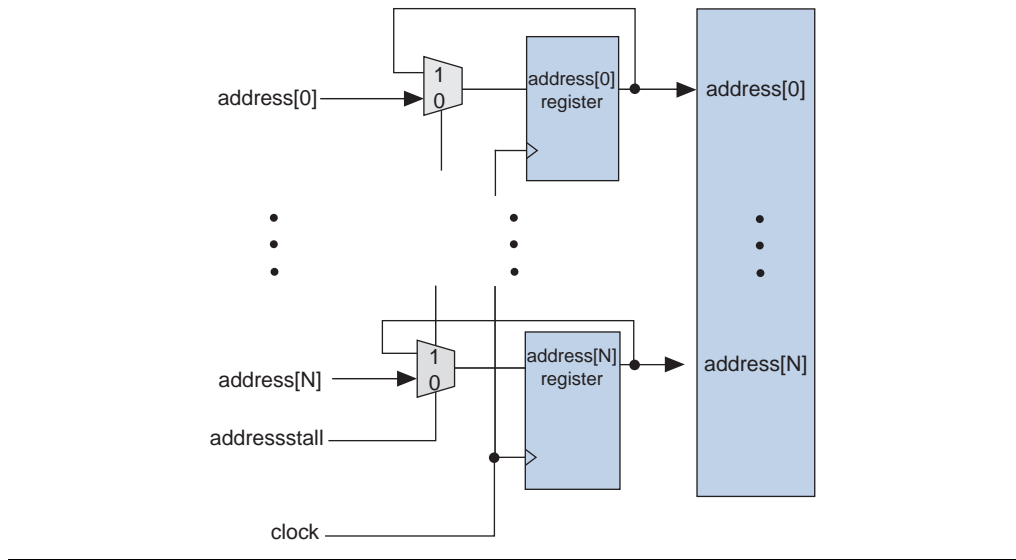 1
0
address[0]
address[0]
register
address[0]
1
0
address[N]
address[N]
register
address[N]
addressstall
clock